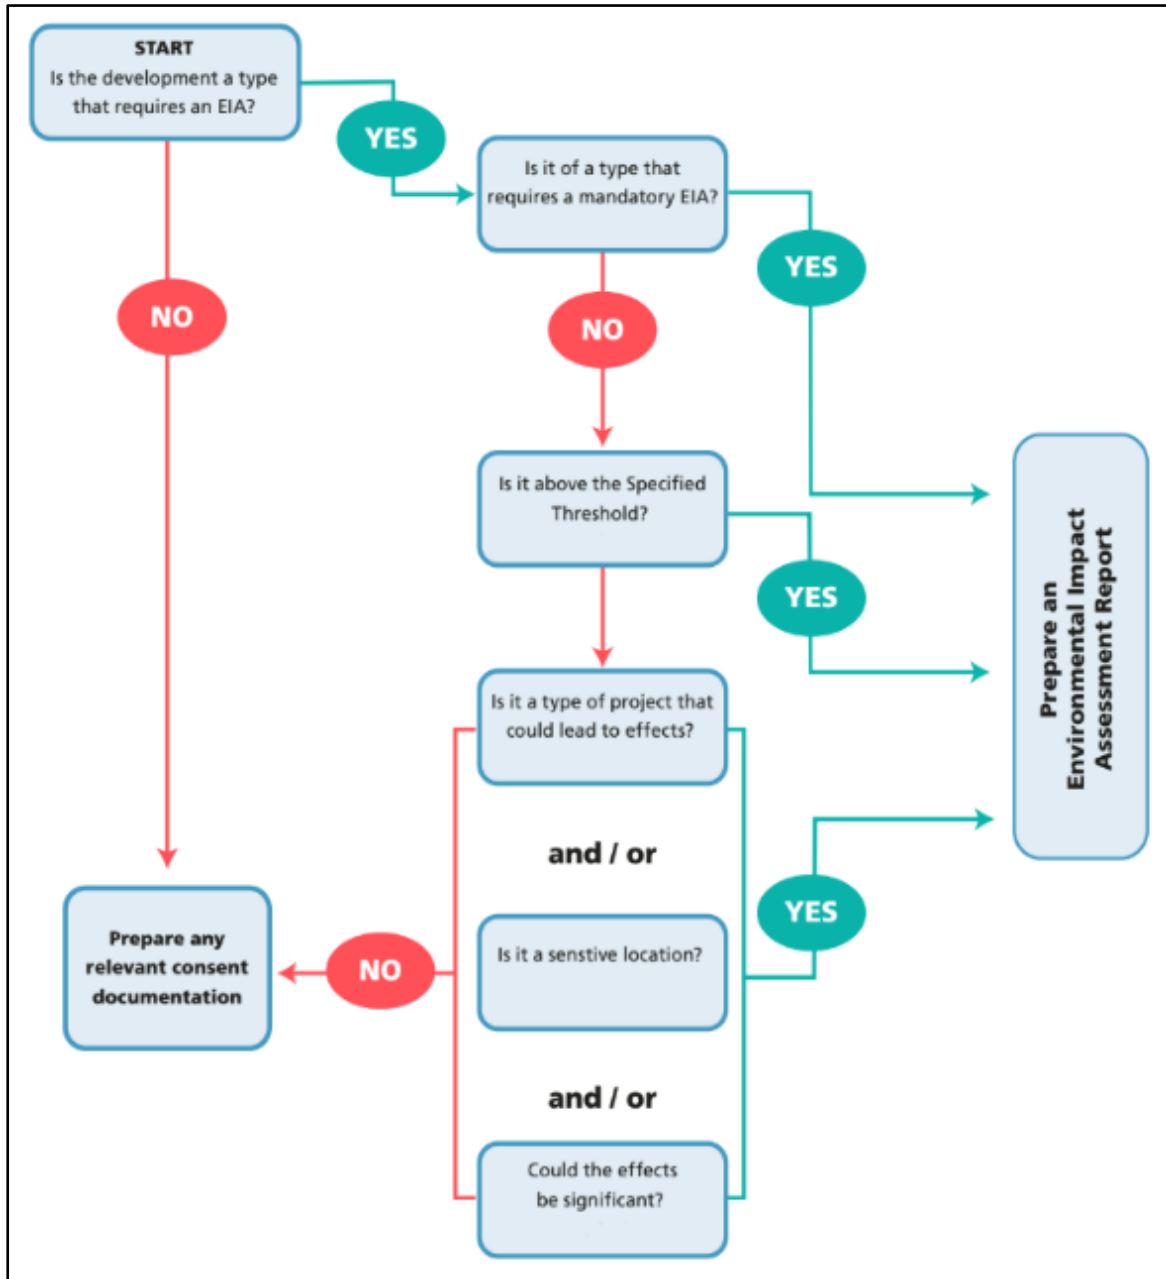 START
Is the development a type
that requires an EIA?
YES
Is it of a type that
requires a mandatory EIA?
YES
NO
NO
Is it above the Specified
Threshold?
YES
Prepare an
Environmental Impact
Assessment Report
Is it a type of project that
could lead to effects?
and / or
YES
Is it a senstive location?
NO
Prepare any
relevant consent
documentation
and / or
Could the effects
be significant?